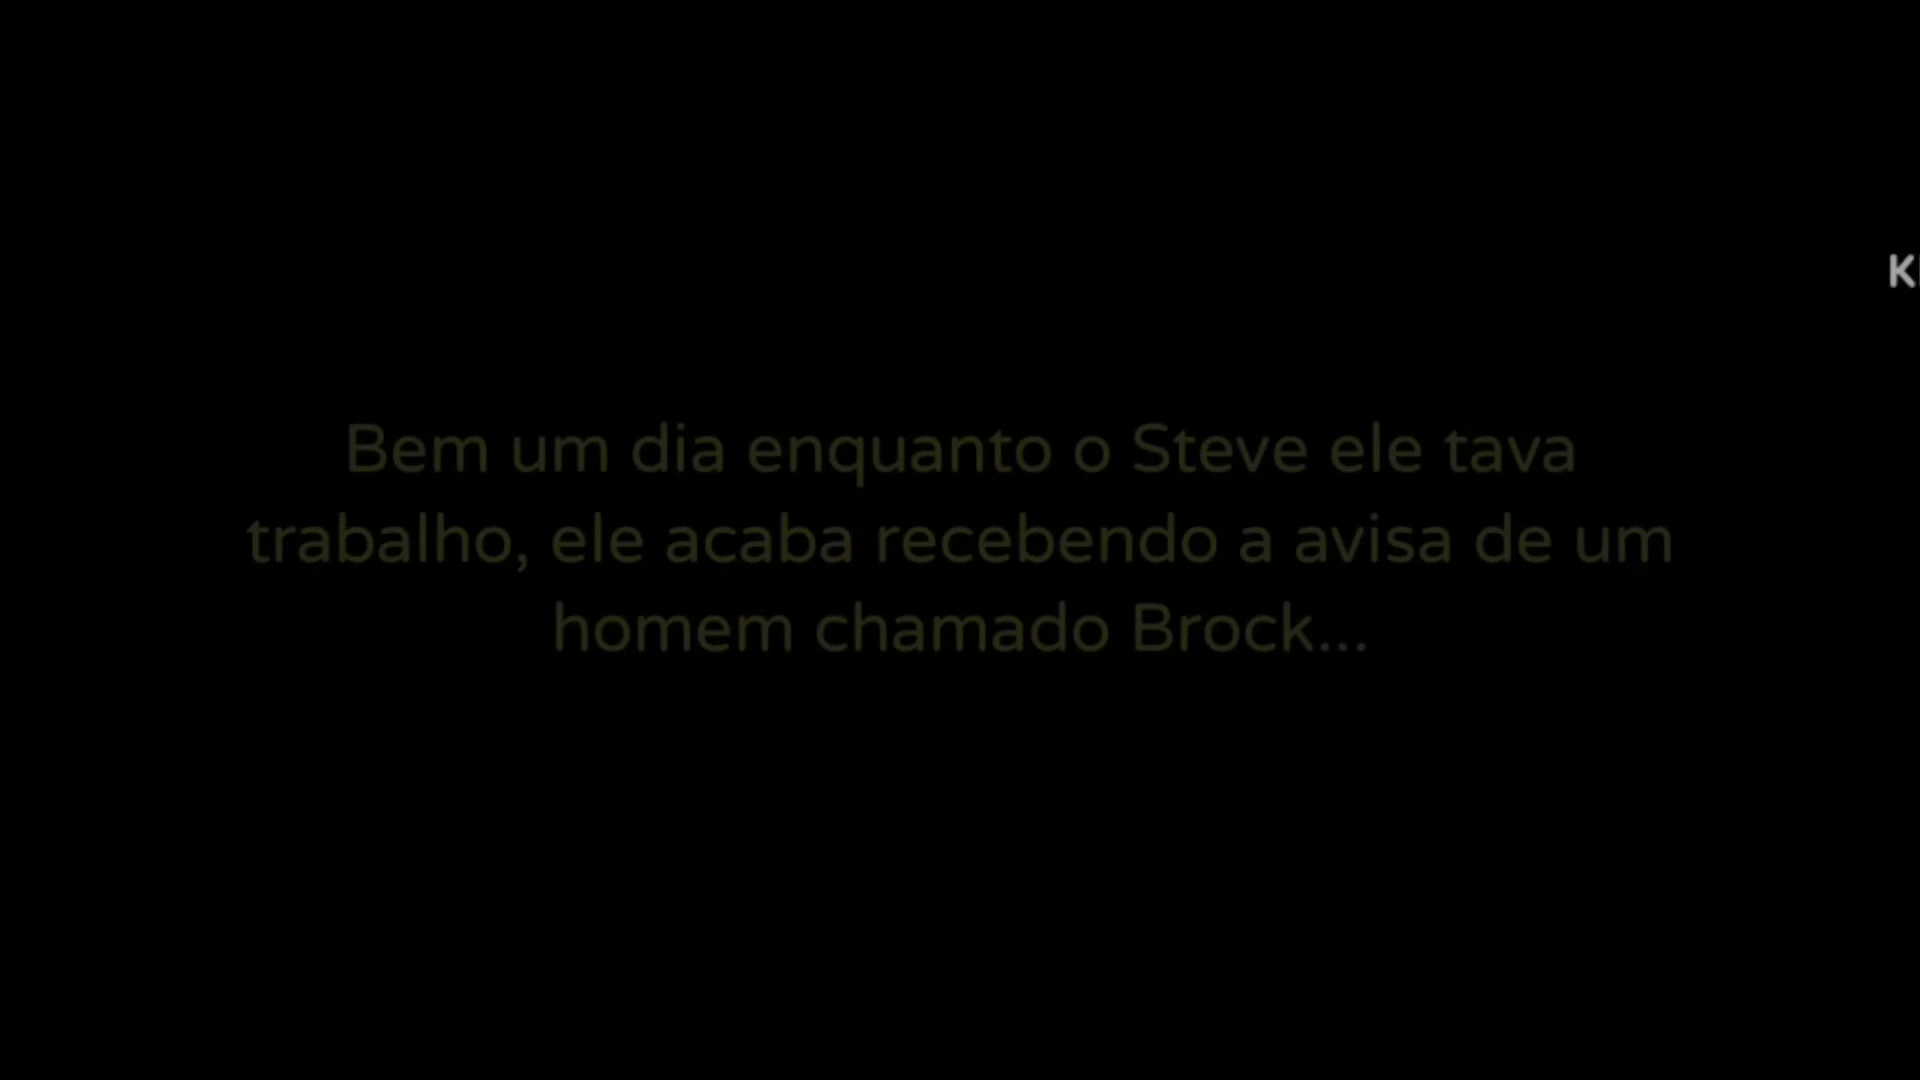 Bem um dia enquanto o Steve ele tava
trabalho, ele acaba recebendo a avisa de um
homem chamado Brock...